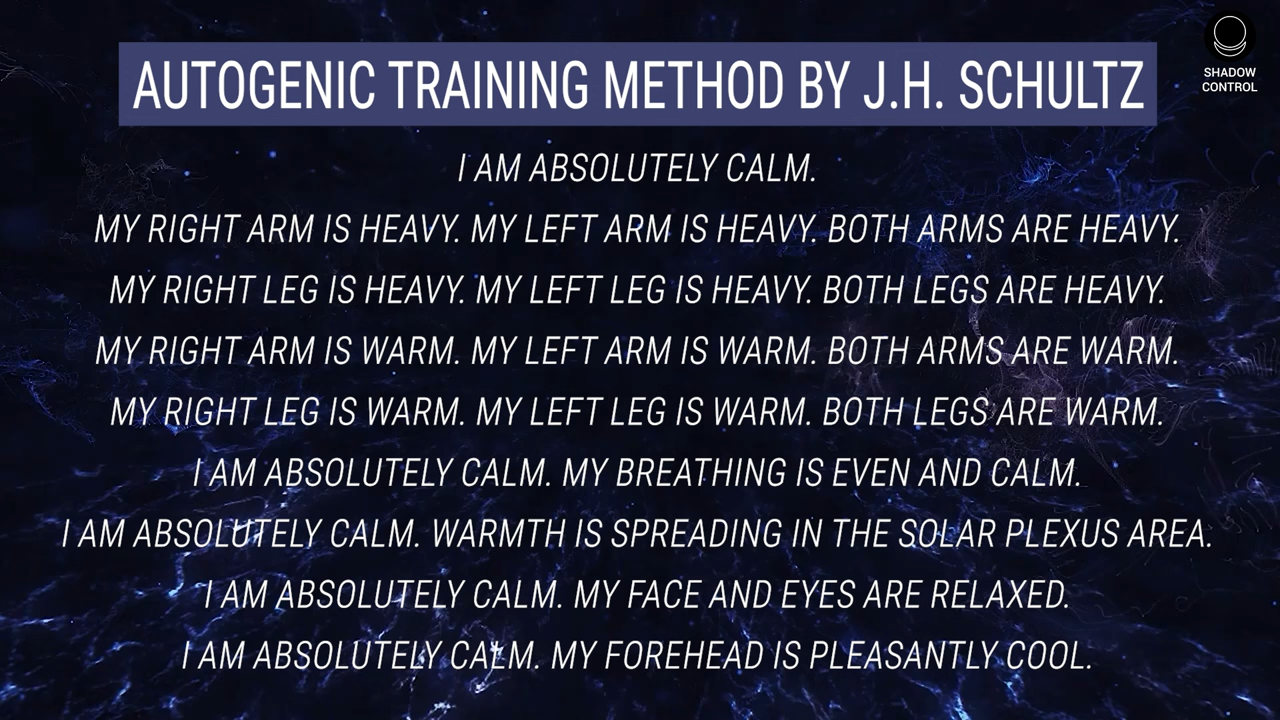 AUTOGENIC TRAINING METHOD BY J.H. SCHULTZ
SHADOW
CONTROL
I AM ABSOLUTELY CALM.
MY RIGHT ARM IS HEAVY. MY LEFT ARM IS HEAVY. BOTH ARMS ARE HEAVY.
MY RIGHT LEG IS HEAVY. MY LEFT LEG IS HEAVY. BOTH LEGS ARE HEAVY.
MY RIGHT ARM IS WARM. MY LEFT ARM IS WARM. BOTH ARMS ARE WARM.
MY RIGHT LEG IS WARM. MY LEFT LEG IS WARM. BOTH LEGS ARE WARM.
I AM ABSOLUTELY CALM. MY BREATHING IS EVEN AND CALM.
I AM ABSOLUTELY CALM. WARMTH IS SPREADING IN THE SOLAR PLEXUS AREA.
I AM ABSOLUTELY CALM. MY FACE AND EYES ARE RELAXED.
I AM ABSOLUTELY CALM. MY FOREHEAD IS PLEASANTLY COOL.